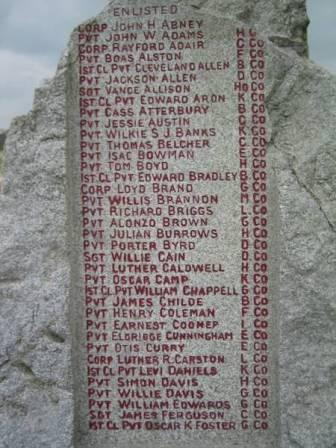 ENLISTED
CORP JOHN H ABNEY
PVT JOHN W ADAMS H CO
CORP RAYFORD ADAIR C CO
PVT BOAS ALSTON F CO
1ST CL PVT CLEVELAND ALLEN B CO
PVT JACKSON ALLEN D CO
SGT VANCE ALLISON HQ CO
1ST CL PVT EDWARD ARON K CO
PVT CASS ATTERBURY B CO
PVT JESSIE AUSTIN C CO
PVT WILKIE S J BANKS K CO
PVT THOMAS BELCHER C CO
PVT ISAC BOWMAN E CO
PVT TOM BOYD H CO
1ST CL PVT EDWARD BRADLEY B CO
CORP LOYD BRAND G CO
PVT WILLIS BRANNON M CO
PVT RICHARD BRIGGS L CO
PVT ALONZO BROWN G CO
PVT JULIAN BURROWS H CO
PVT PORTER BYRD D CO
SGT WILLIE CAIN D CO
PVT LUTHER CALDWELL H CO
PVT OSCAR CAMP K CO
1ST CL PVT WILLIAM CHAPPELL G CO
PVT JAMES CHILDE B CO
PVT HENRY COLEMAN F CO
PVT EARNEST COOMEP I CO
PVT ELDRIDGE CUNNINGHAM E CO
PVT OTIS CURRY E CO
CORP LUTHER R CARSTON L CO
1ST CL PVT LEVI DANIELS K CO
PVT SIMON DAVIS H CO
PVT WILLIE DAVIS G CO
PVT WILLIAM EDWARDS G CO
SGT JAMES FERGUSON C CO
1ST CL PVT OSCAR K FOSTER G CO